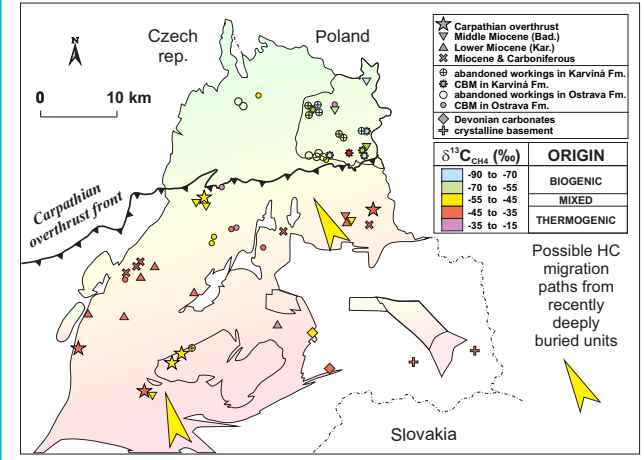 Czech
rep.
Poland
N
0 10 km
Carpathian overthrust
Middle Miocene (Bad.)
Lower Miocene (Kar.)
Miocene & Carboniferous
abandoned workings in Karviná Fm.
CBM in Karviná Fm.
abandoned workings in Ostrava Fm.
CBM in Ostrava Fm.
Devonian carbonates
crystalline basement
δ13CCH4 (‰) ORIGIN
-90 to -70
-70 to -55
-55 to -45
-45 to -35
-35 to -15
BIOGENIC
MIXED
THERMOGENIC
Carpathian
overthrust front
Possible HC
migration
paths from
recently
deeply
buried units
Slovakia